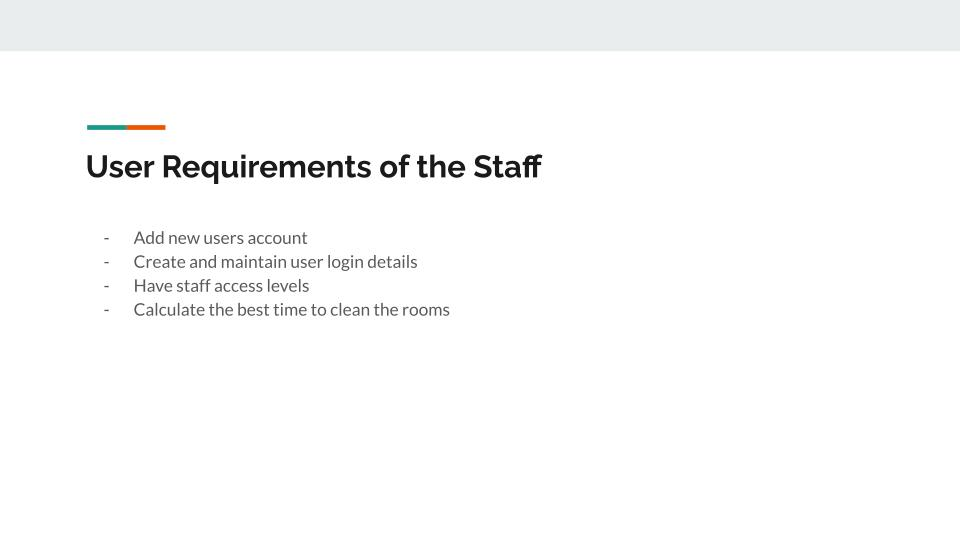 User Requirements of the Staff
- Add new users account
- Create and maintain user login details
- Have staff access levels
- Calculate the best time to clean the rooms